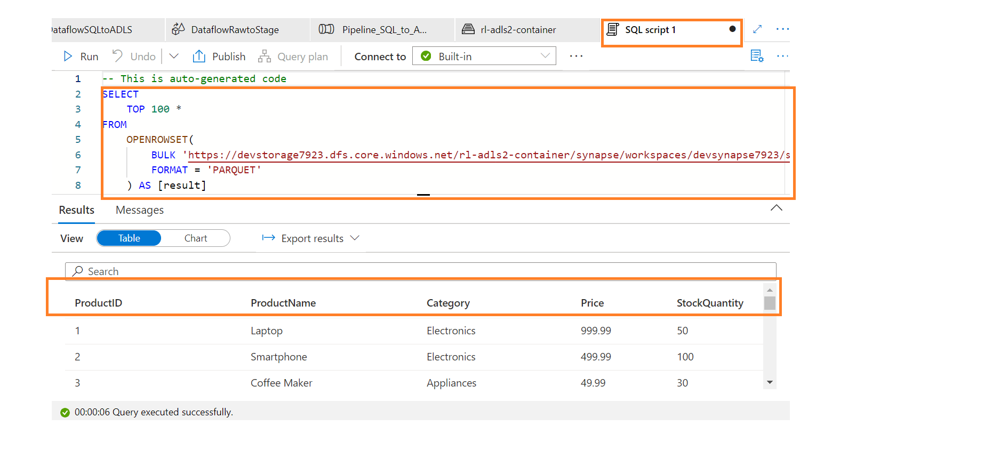 DataflowSQLtoADLS DataflowRawtoStage Pipeline_SQL_to_A... rl-adls2-container SQL script 1
Run Undo Publish Query plan Connect to Built-in
1 -- This is auto-generated code
2 SELECT
3 TOP 100 *
4 FROM
5 OPENROWSET(
6 BULK 'https://devstorage7923.dfs.core.windows.net/rl-adls2-container/synapse/workspaces/devsynapse7923/s
7 FORMAT = 'PARQUET'
8 ) AS [result]
Results Messages
View Table Chart Export results
Search
ProductID ProductName Category Price StockQuantity
1 Laptop Electronics 999.99 50
2 Smartphone Electronics 499.99 100
3 Coffee Maker Appliances 49.99 30
00:00:06 Query executed successfully.